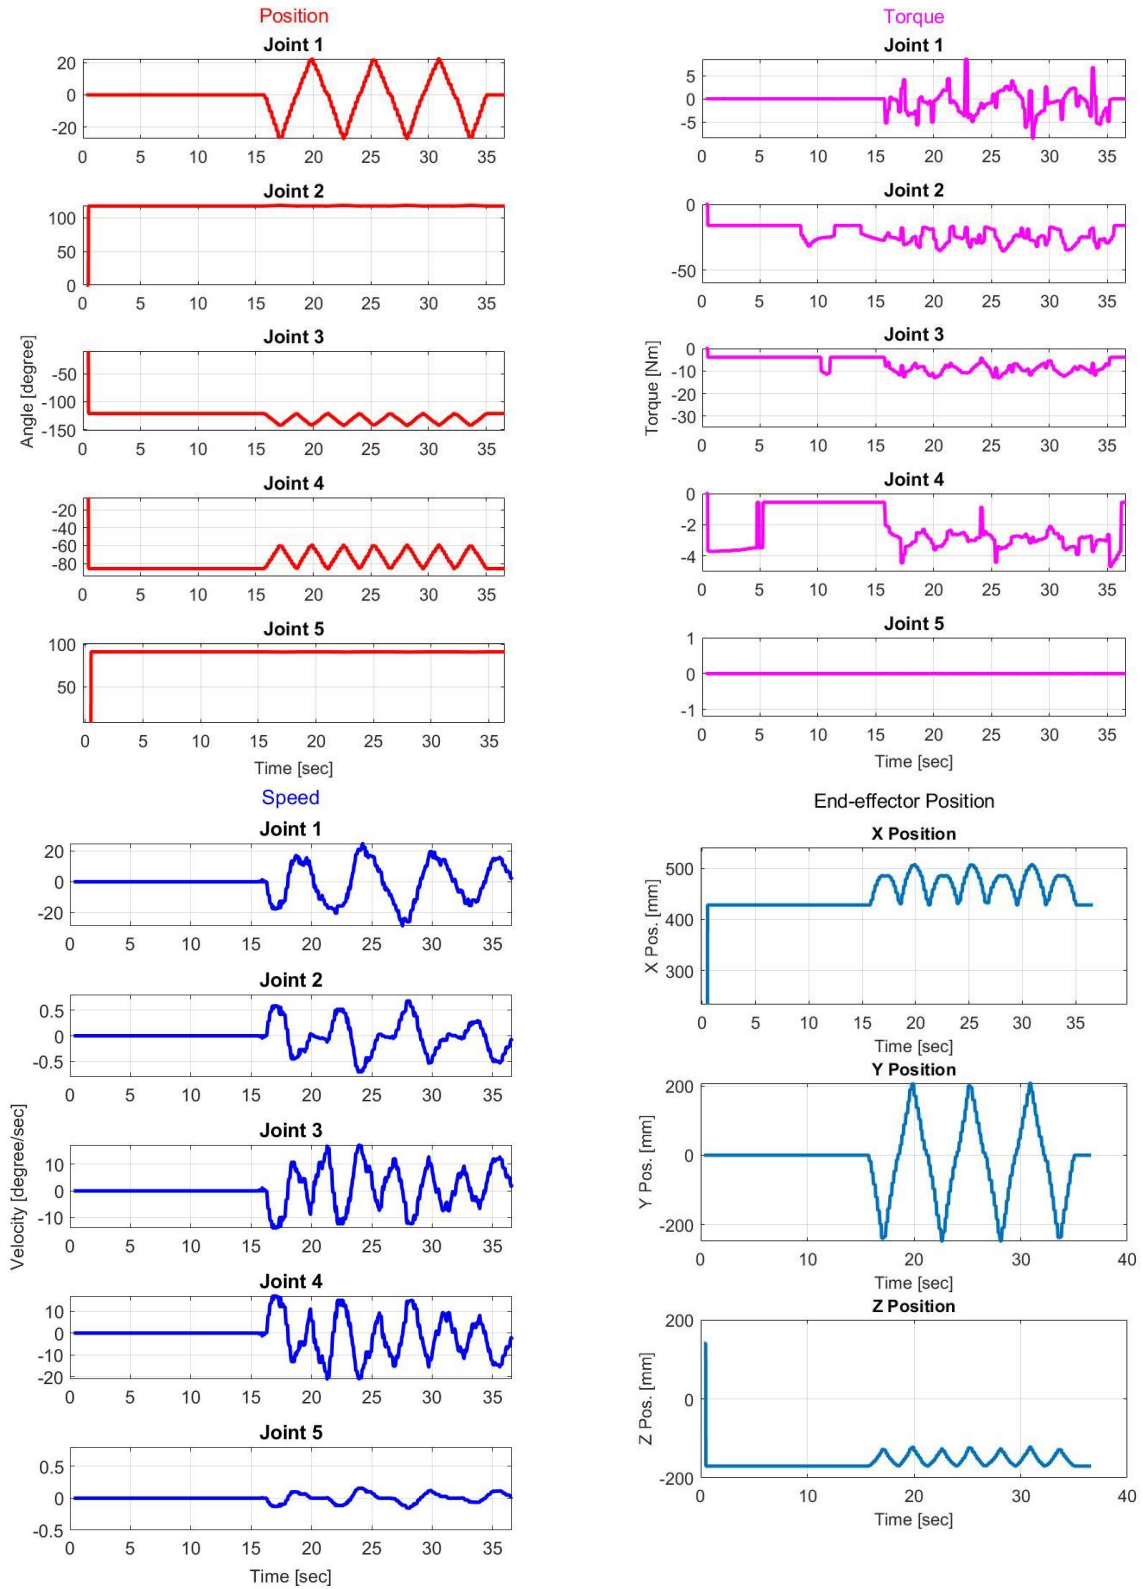 Position
Joint 1
20
0
-20
0 5 10 15 20 25 30 35
Joint 2
100
50
0
0 5 10 15 20 25 30 35
Joint 3
-50
-100
-150
0 5 10 15 20 25 30 35
Angle [degree]
Joint 4
-20
-40
-60
-80
0 5 10 15 20 25 30 35
Joint 5
100
50
0 5 10 15 20 25 30 35
Time [sec]
Torque
Joint 1
5
0
-5
0 5 10 15 20 25 30 35
Joint 2
0
-50
0 5 10 15 20 25 30 35
Joint 3
0
-10
-20
-30
0 5 10 15 20 25 30 35
Torque [Nm]
Joint 4
0
-2
-4
0 5 10 15 20 25 30 35
Joint 5
1
0
-1
0 5 10 15 20 25 30 35
Time [sec]
Speed
Joint 1
20
0
-20
0 5 10 15 20 25 30 35
Joint 2
0.5
0
-0.5
0 5 10 15 20 25 30 35
Joint 3
10
0
-10
0 5 10 15 20 25 30 35
Velocity [degree/sec]
Joint 4
10
0
-10
-20
0 5 10 15 20 25 30 35
Joint 5
0.5
0
-0.5
0 5 10 15 20 25 30 35
Time [sec]
End-effector Position
X Position
500
400
300
X Pos. [mm]
0 5 10 15 20 25 30 35
Time [sec]
Y Position
200
0
-200
Y Pos. [mm]
0 10 20 30 40
Time [sec]
Z Position
200
0
-200
Z Pos. [mm]
0 10 20 30 40
Time [sec]